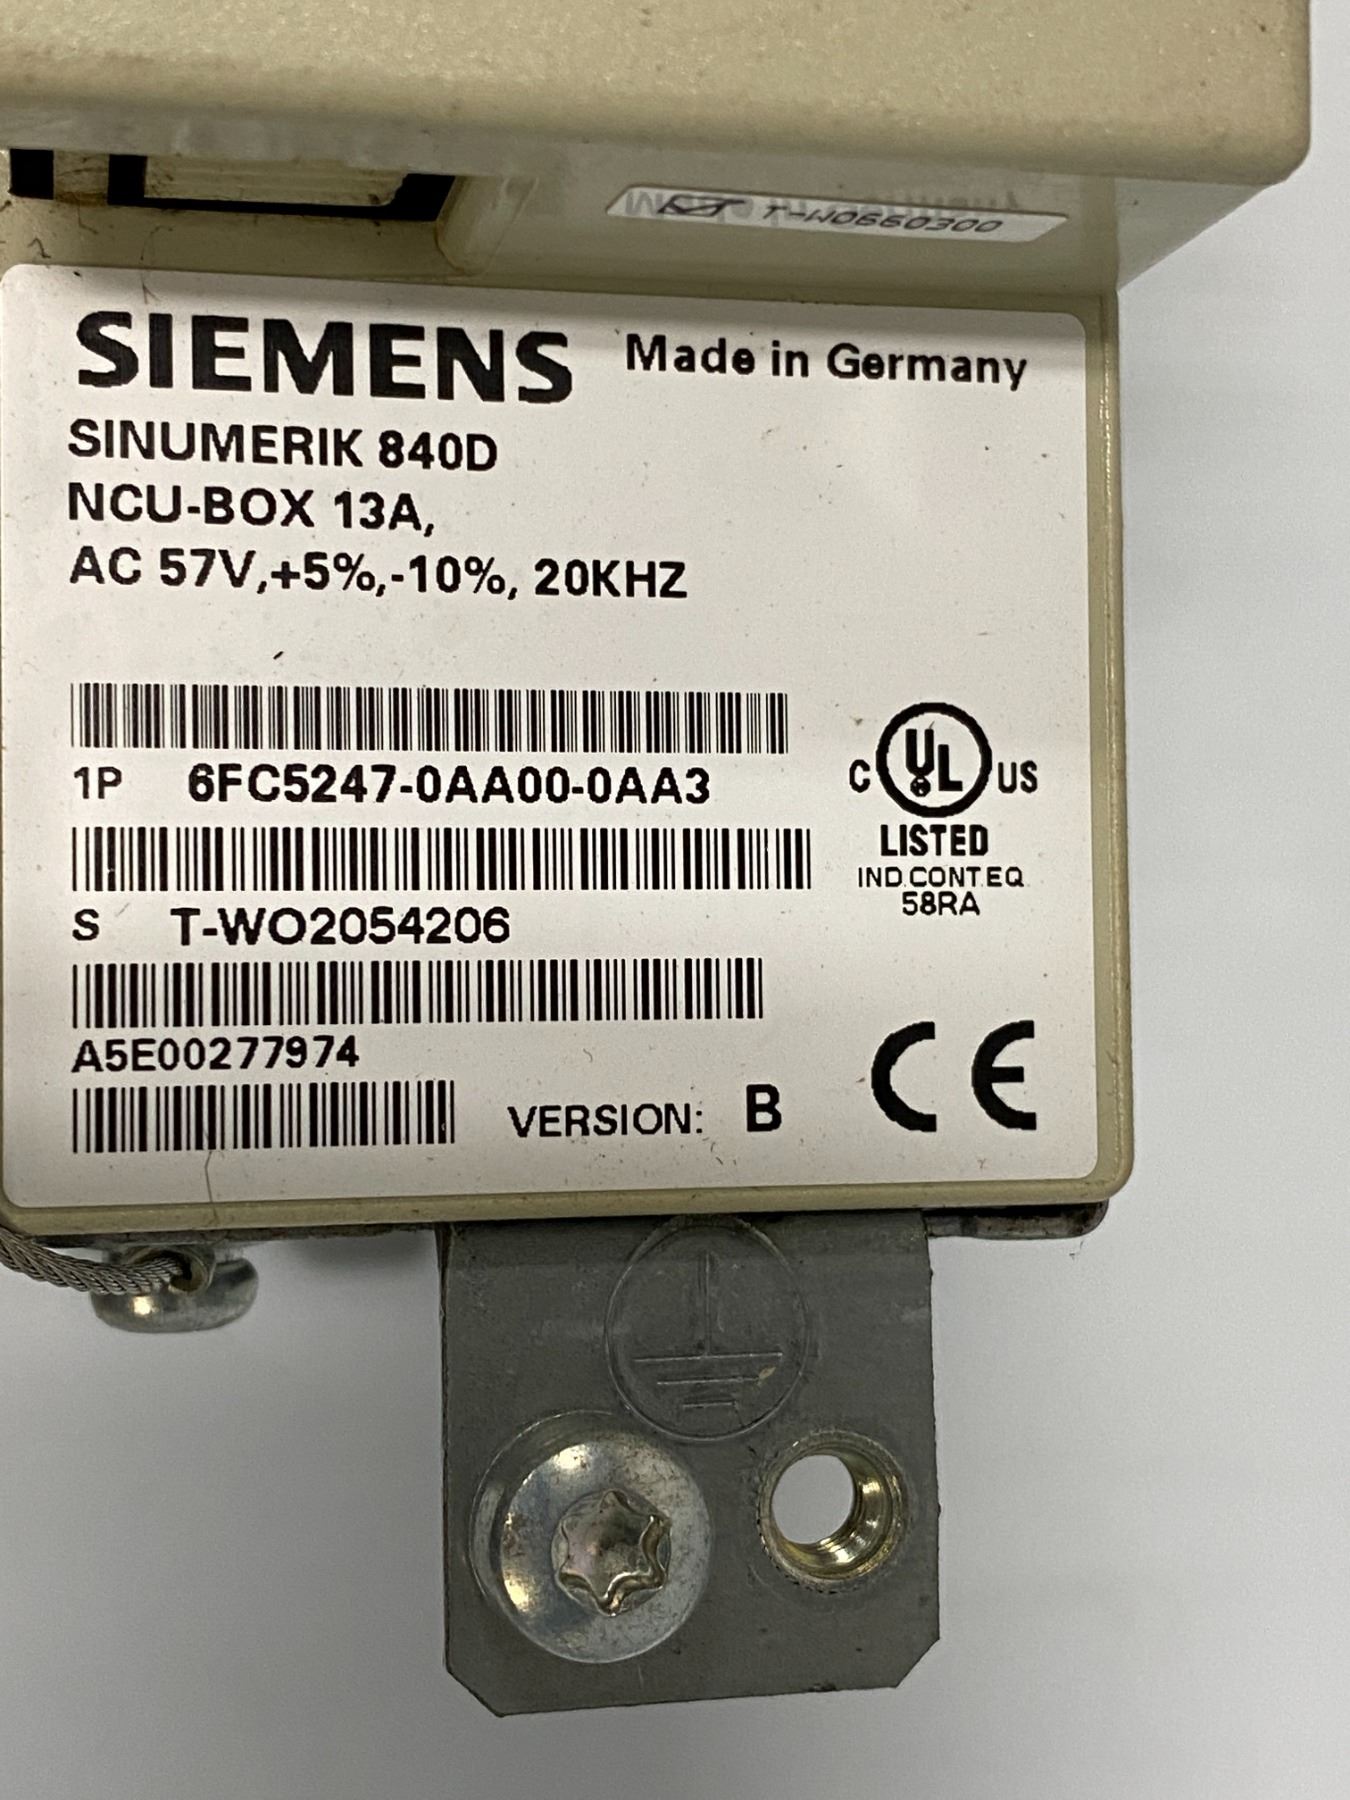 T-W0660300
SIEMENS Made in Germany
SINUMERIK 840D
NCU-BOX 13A,
AC 57V,+5%,-10%, 20KHZ
1P 6FC5247-0AA00-0AA3
C UL US
LISTED
IND.CONT.EQ
58RA
S T-WO2054206
A5E00277974
VERSION: B
CE